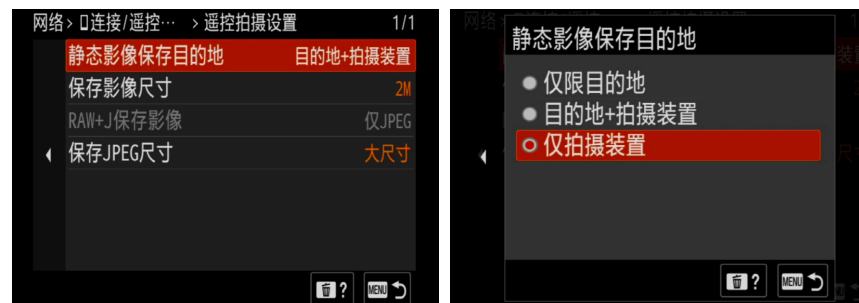 网络> ▯连接/遥控… >遥控拍摄设置 1/1
静态影像保存目的地 目的地+拍摄装置
保存影像尺寸 2M
RAW+J保存影像 仅JPEG
保存JPEG尺寸 大尺寸
?
MENU
静态影像保存目的地
仅限目的地
目的地+拍摄装置
仅拍摄装置
?
MENU